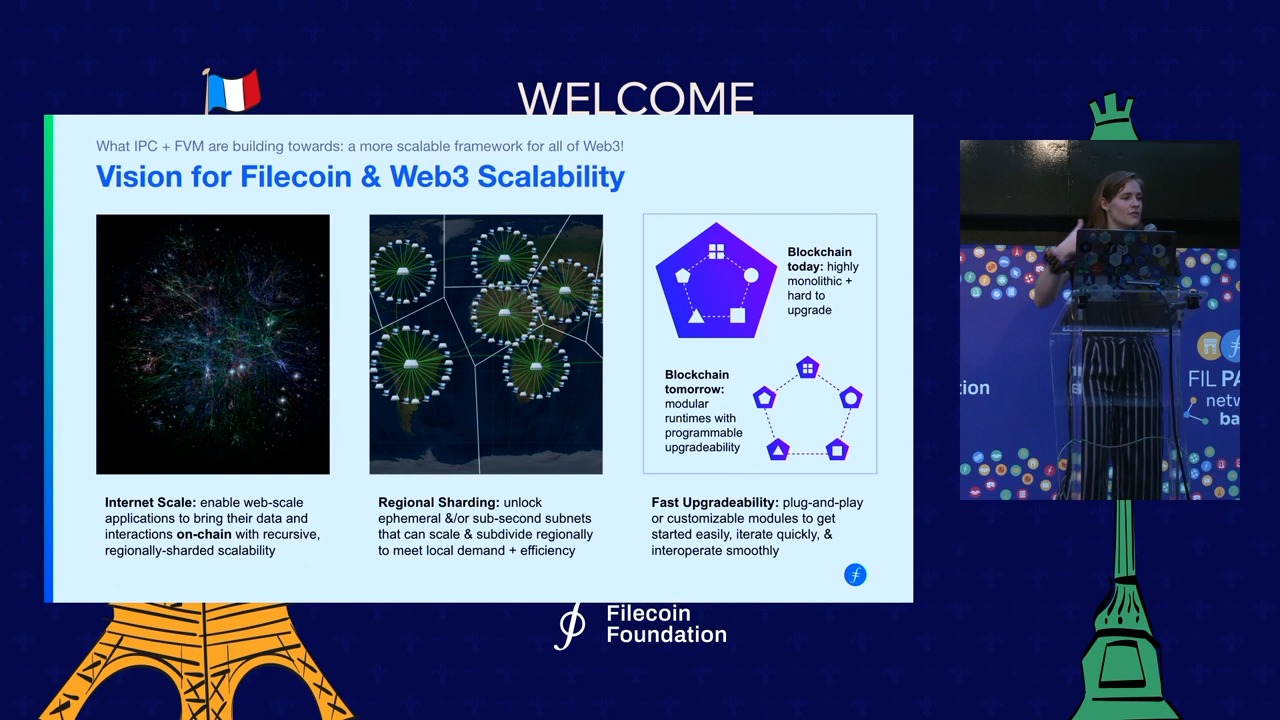 WELCOME
What IPC + FVM are building towards: a more scalable framework for all of Web3!
Vision for Filecoin & Web3 Scalability
Blockchain
today: highly
monolithic +
hard to
upgrade
Blockchain
tomorrow:
modular
runtimes with
programmable
upgradeability
Internet Scale: enable web-scale
applications to bring their data and
interactions on-chain with recursive,
regionally-sharded scalability
Regional Sharding: unlock
ephemeral &/or sub-second subnets
that can scale & subdivide regionally
to meet local demand + efficiency
Fast Upgradeability: plug-and-play
or customizable modules to get
started easily, iterate quickly, &
interoperate smoothly
Filecoin
Foundation
tion
FIL PA
netw
ba